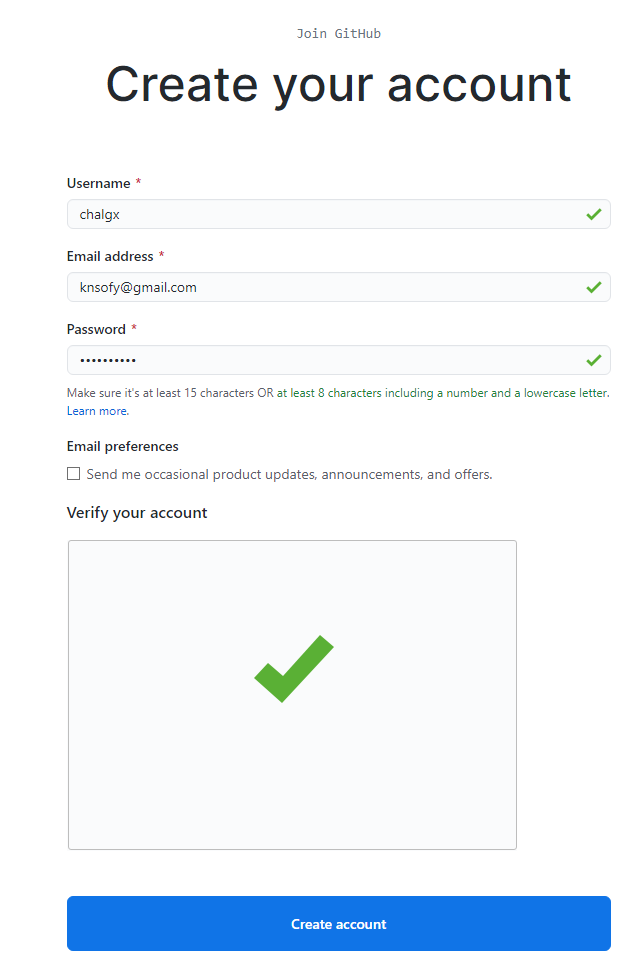 Join GitHub
Create your account
Username *
chalgx
Email address *
knsofy@gmail.com
Password *
••••••••••
Make sure it's at least 15 characters OR at least 8 characters including a number and a lowercase letter.
Learn more.
Email preferences
Send me occasional product updates, announcements, and offers.
Verify your account
Create account